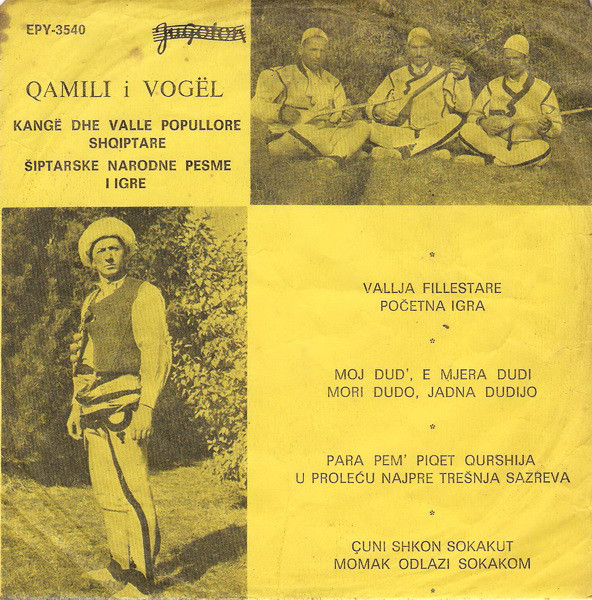 EPY-3540
Jugoton
QAMILI i VOGËL
KANGË DHE VALLE POPULLORE
SHQIPTARE
ŠIPTARSKE NARODNE PESME
I IGRE
*
VALLJA FILLESTARE
POČETNA IGRA
*
MOJ DUD', E MJERA DUDI
MORI DUDO, JADNA DUDIJO
*
PARA PEM' PIQET QURSHIJA
U PROLEĆU NAJPRE TREŠNJA SAZREVA
*
ÇUNI SHKON SOKAKUT
MOMAK ODLAZI SOKAKOM
*